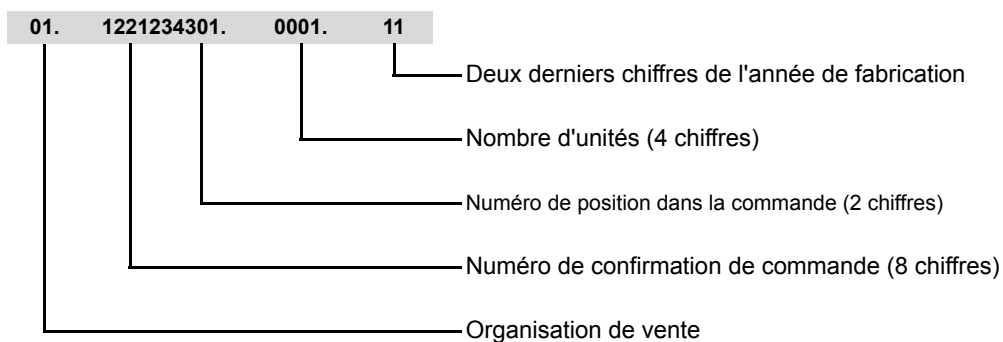 01. 1221234301. 0001. 11
Deux derniers chiffres de l'année de fabrication
Nombre d'unités (4 chiffres)
Numéro de position dans la commande (2 chiffres)
Numéro de confirmation de commande (8 chiffres)
Organisation de vente